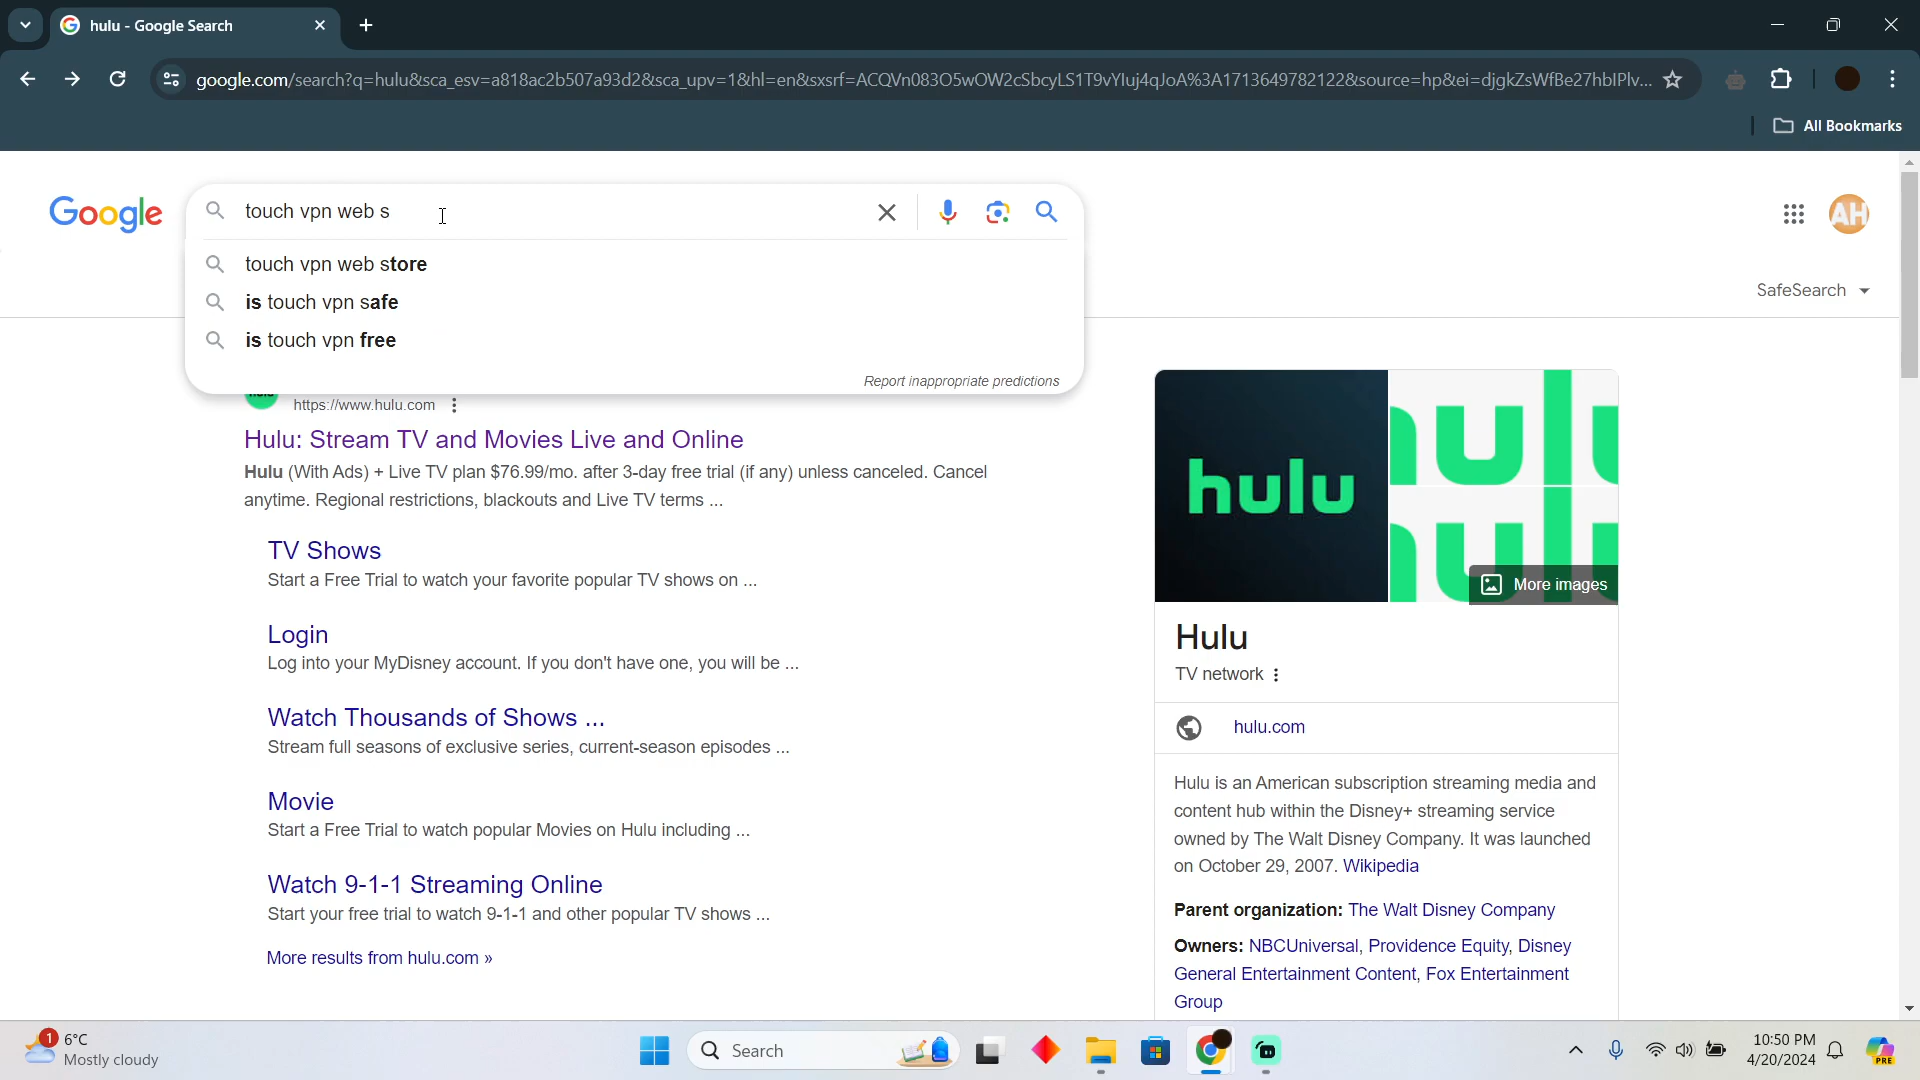 hulu - Google Search
google.com/search?q=hulu&sca_esv=a818ac2b507a93d2&sca_upv=1&hl=en&sxsrf=ACQVn083O5wOW2cSbcyLS1T9vYIuj4qJoA%3A1713649782122&source=hp&ei=djgkZsWfBe27hbIPlv...
All Bookmarks
Google
touch vpn web s
AH
touch vpn web store
is touch vpn safe
is touch vpn free
Report inappropriate predictions
SafeSearch
https://www.hulu.com
Hulu: Stream TV and Movies Live and Online
Hulu (With Ads) + Live TV plan $76.99/mo. after 3-day free trial (if any) unless canceled. Cancel
anytime. Regional restrictions, blackouts and Live TV terms ...
TV Shows
Start a Free Trial to watch your favorite popular TV shows on ...
Login
Log into your MyDisney account. If you don't have one, you will be ...
Watch Thousands of Shows ...
Stream full seasons of exclusive series, current-season episodes ...
Movie
Start a Free Trial to watch popular Movies on Hulu including ...
Watch 9-1-1 Streaming Online
Start your free trial to watch 9-1-1 and other popular TV shows ...
More results from hulu.com »
hulu
More images
Hulu
TV network
hulu.com
Hulu is an American subscription streaming media and
content hub within the Disney+ streaming service
owned by The Walt Disney Company. It was launched
on October 29, 2007. Wikipedia
Parent organization: The Walt Disney Company
Owners: NBCUniversal, Providence Equity, Disney
General Entertainment Content, Fox Entertainment
Group
1
6°C
Mostly cloudy
Search
10:50 PM
4/20/2024
PRE